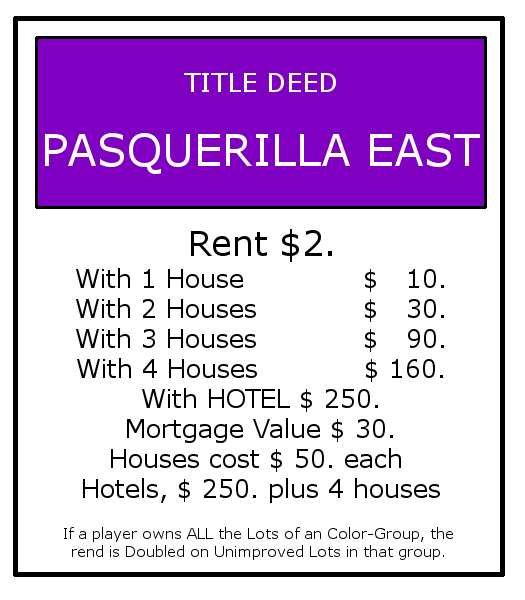 TITLE DEED
PASQUERILLA EAST
Rent $2.
With 1 House $ 10.
With 2 Houses $ 30.
With 3 Houses $ 90.
With 4 Houses $ 160.
With HOTEL $ 250.
Mortgage Value $ 30.
Houses cost $ 50. each
Hotels, $ 250. plus 4 houses
If a player owns ALL the Lots of an Color-Group, the
rend is Doubled on Unimproved Lots in that group.